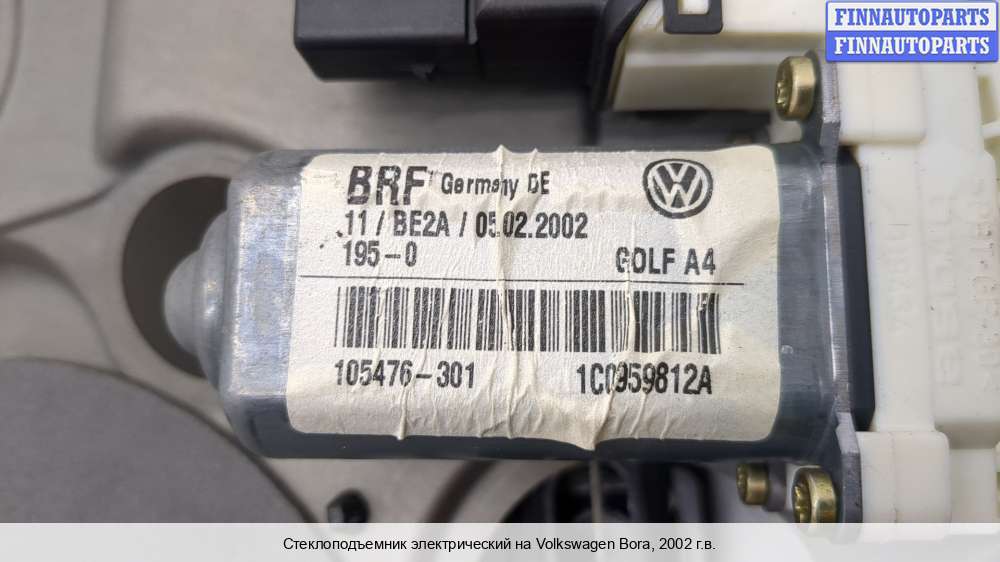 FINNAUTOPARTS
FINNAUTOPARTS
BRF Germany DE
11 / BE2A / 05.02.2002
195-0 GOLF A4
105476-301 1C0959812A
Стеклоподъемник электрический на Volkswagen Bora, 2002 г.в.